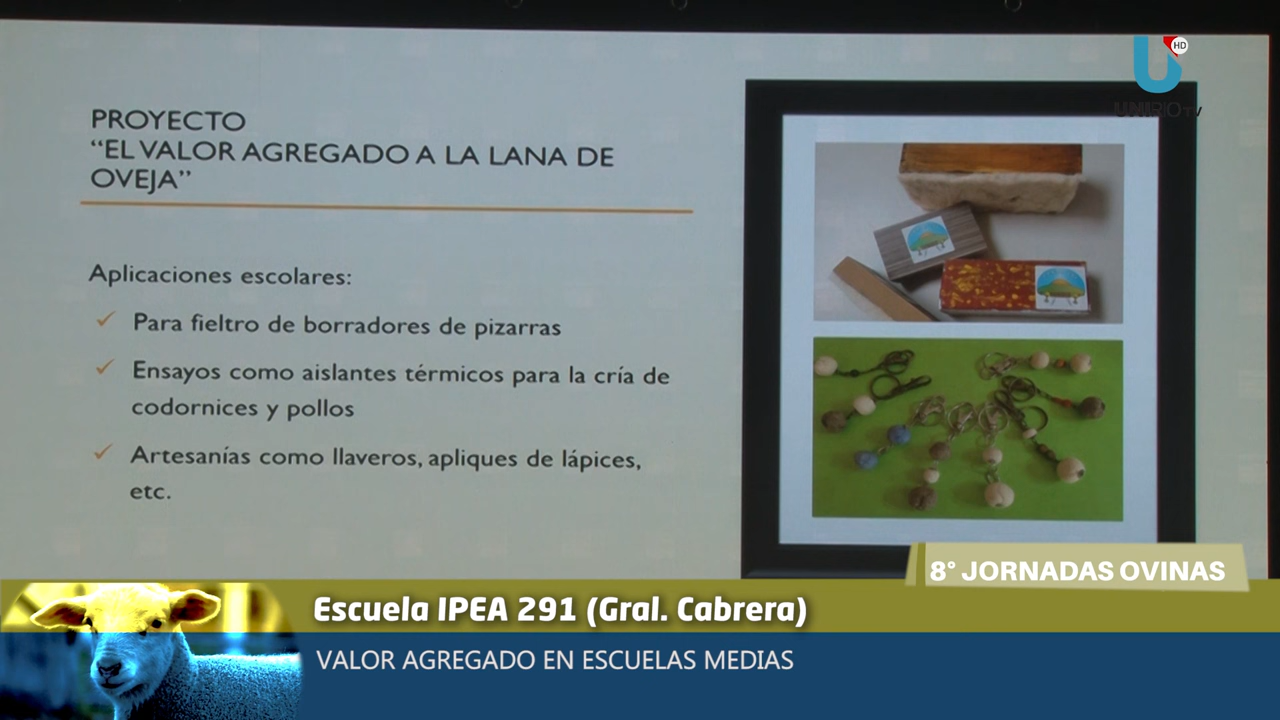 HD
UNIRIO TV
PROYECTO
“EL VALOR AGREGADO A LA LANA DE
OVEJA”
Aplicaciones escolares:
Para fieltro de borradores de pizarras
Ensayos como aislantes térmicos para la cría de
codornices y pollos
Artesanías como llaveros, apliques de lápices,
etc.
8° JORNADAS OVINAS
Escuela IPEA 291 (Gral. Cabrera)
VALOR AGREGADO EN ESCUELAS MEDIAS